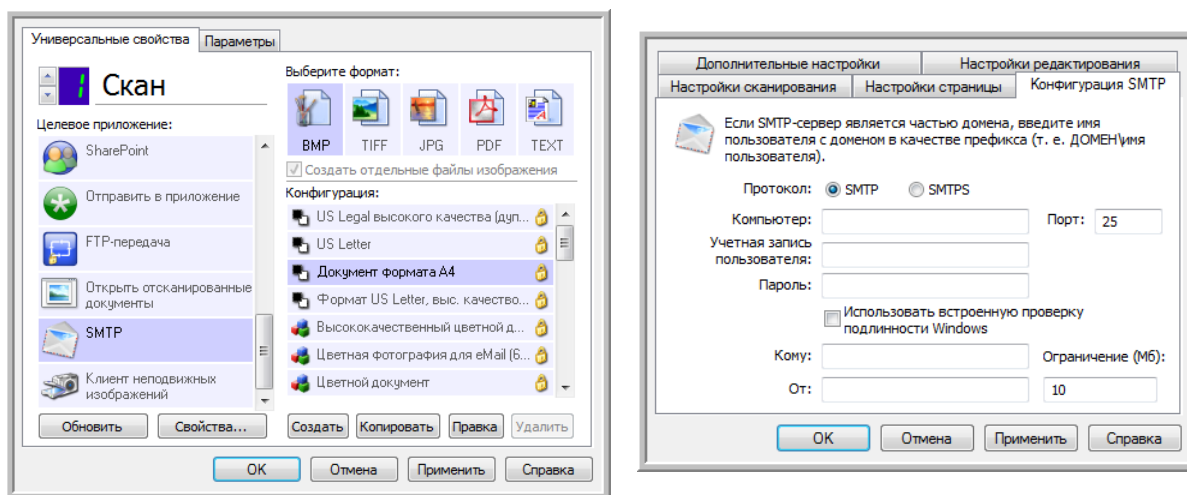 Универсальные свойства
Параметры
1 Скан
Целевое приложение:
SharePoint
Отправить в приложение
FTP-передача
Открыть отсканированные
документы
SMTP
Клиент неподвижных
изображений
Обновить
Свойства...
Выберите формат:
BMP
TIFF
JPG
PDF
TEXT
Создать отдельные файлы изображения
Конфигурация:
US Legal высокого качества (дуп...
US Letter
Документ формата А4
Формат US Letter, выс. качество...
Высококачественный цветной д...
Цветная фотография для eMail (6...
Цветной документ
Создать
Копировать
Правка
Удалить
OK
Отмена
Применить
Справка
Дополнительные настройки
Настройки редактирования
Настройки сканирования
Настройки страницы
Конфигурация SMTP
Если SMTP-сервер является частью домена, введите имя
пользователя с доменом в качестве префикса (т. е. ДОМЕН\имя
пользователя).
Протокол:
SMTP
SMTPS
Компьютер:
Порт: 25
Учетная запись
пользователя:
Пароль:
Использовать встроенную проверку
подлинности Windows
Кому:
Ограничение (Мб):
От:
10
OK
Отмена
Применить
Справка